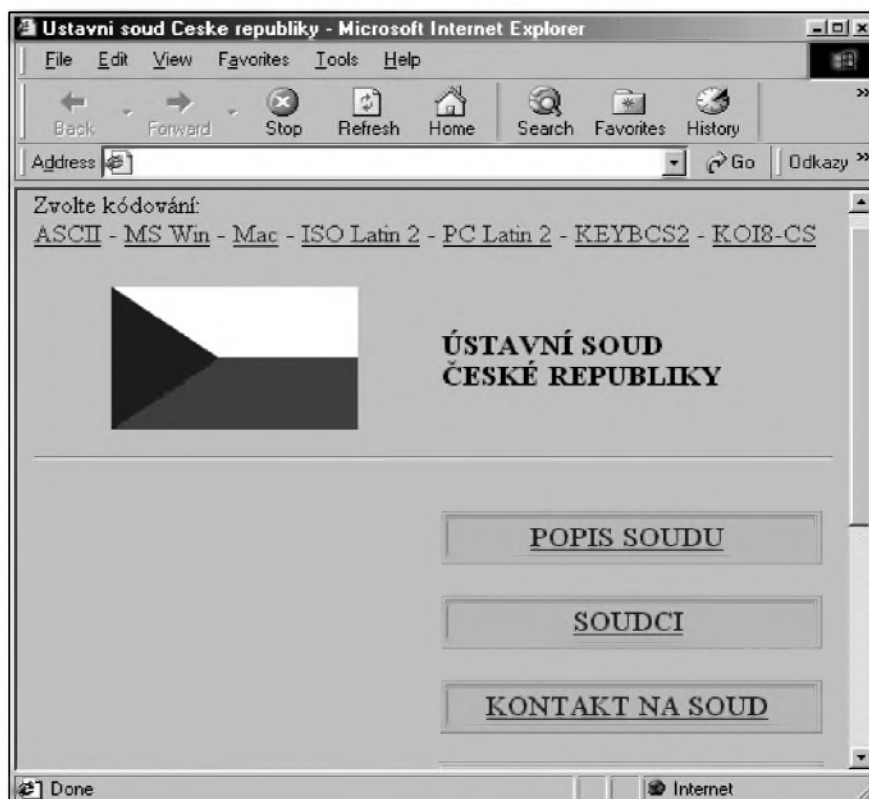 Ustavni soud Ceske republiky - Microsoft Internet Explorer
File Edit View Favorites Tools Help
Back Forward Stop Refresh Home Search Favorites History »
Address Go Odkazy »
Zvolte kódování:
ASCII - MS Win - Mac - ISO Latin 2 - PC Latin 2 - KEYBCS2 - KOI8-CS
ÚSTAVNÍ SOUD
ČESKÉ REPUBLIKY
POPIS SOUDU
SOUDCI
KONTAKT NA SOUD
Done Internet